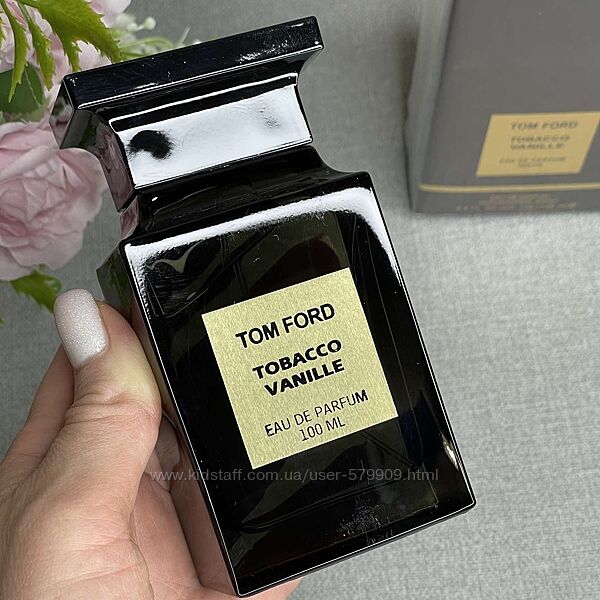 TOM FORD
TOBACCO
VANILLE
EAU DE PARFUM
100 ML
TOM FORD
TOBACCO
VANILLE
EAU DE PARFUM
www.kidstaff.com.ua/user-579909.html